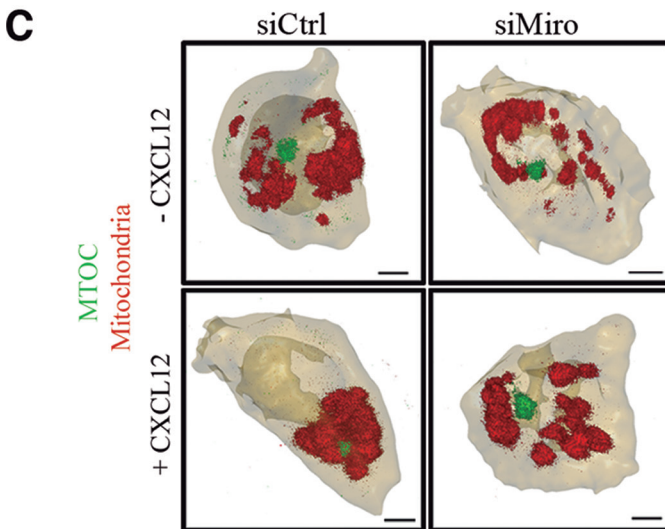 C
siCtrl
siMiro
- CXCL12
MTOC
Mitochondria
+ CXCL12